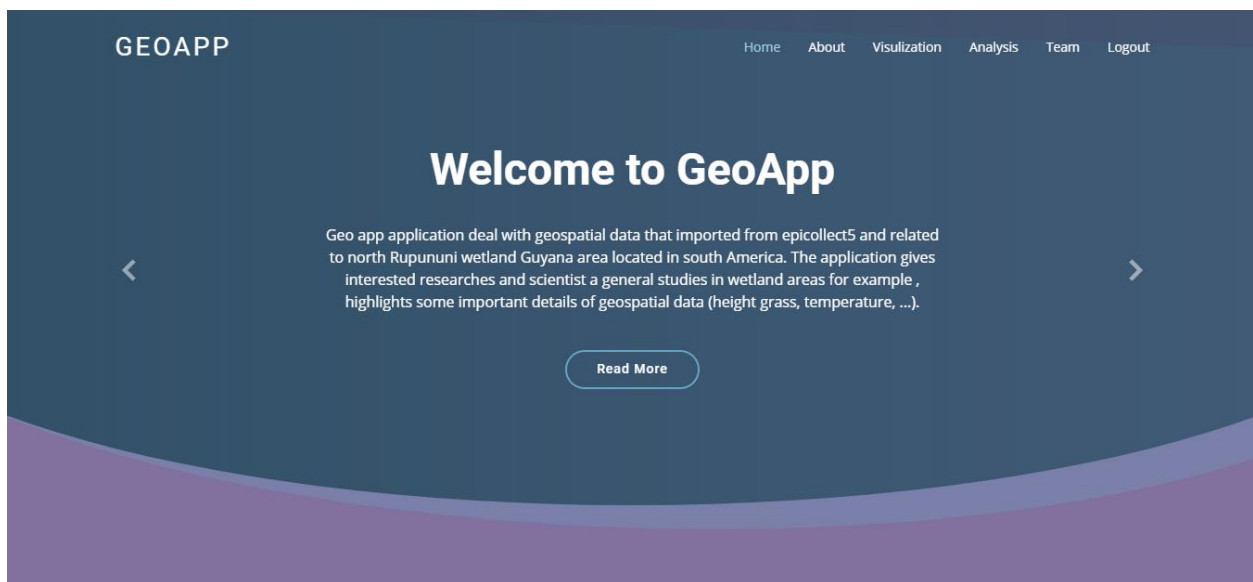 GEOAPP
Home About Visulization Analysis Team Logout
Welcome to GeoApp
Geo app application deal with geospatial data that imported from epicollect5 and related
to north Rupununi wetland Guyana area located in south America. The application gives
interested researches and scientist a general studies in wetland areas for example ,
highlights some important details of geospatial data (height grass, temperature, ...).
Read More